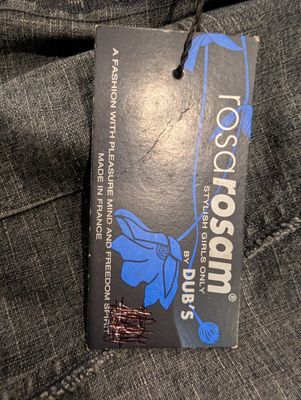 rosarosam®
STYLISH GIRLS ONLY
BY DUB'S
A FASHION WITH PLEASURE MIND AND FREEDOM SPIRIT
MADE IN FRANCE